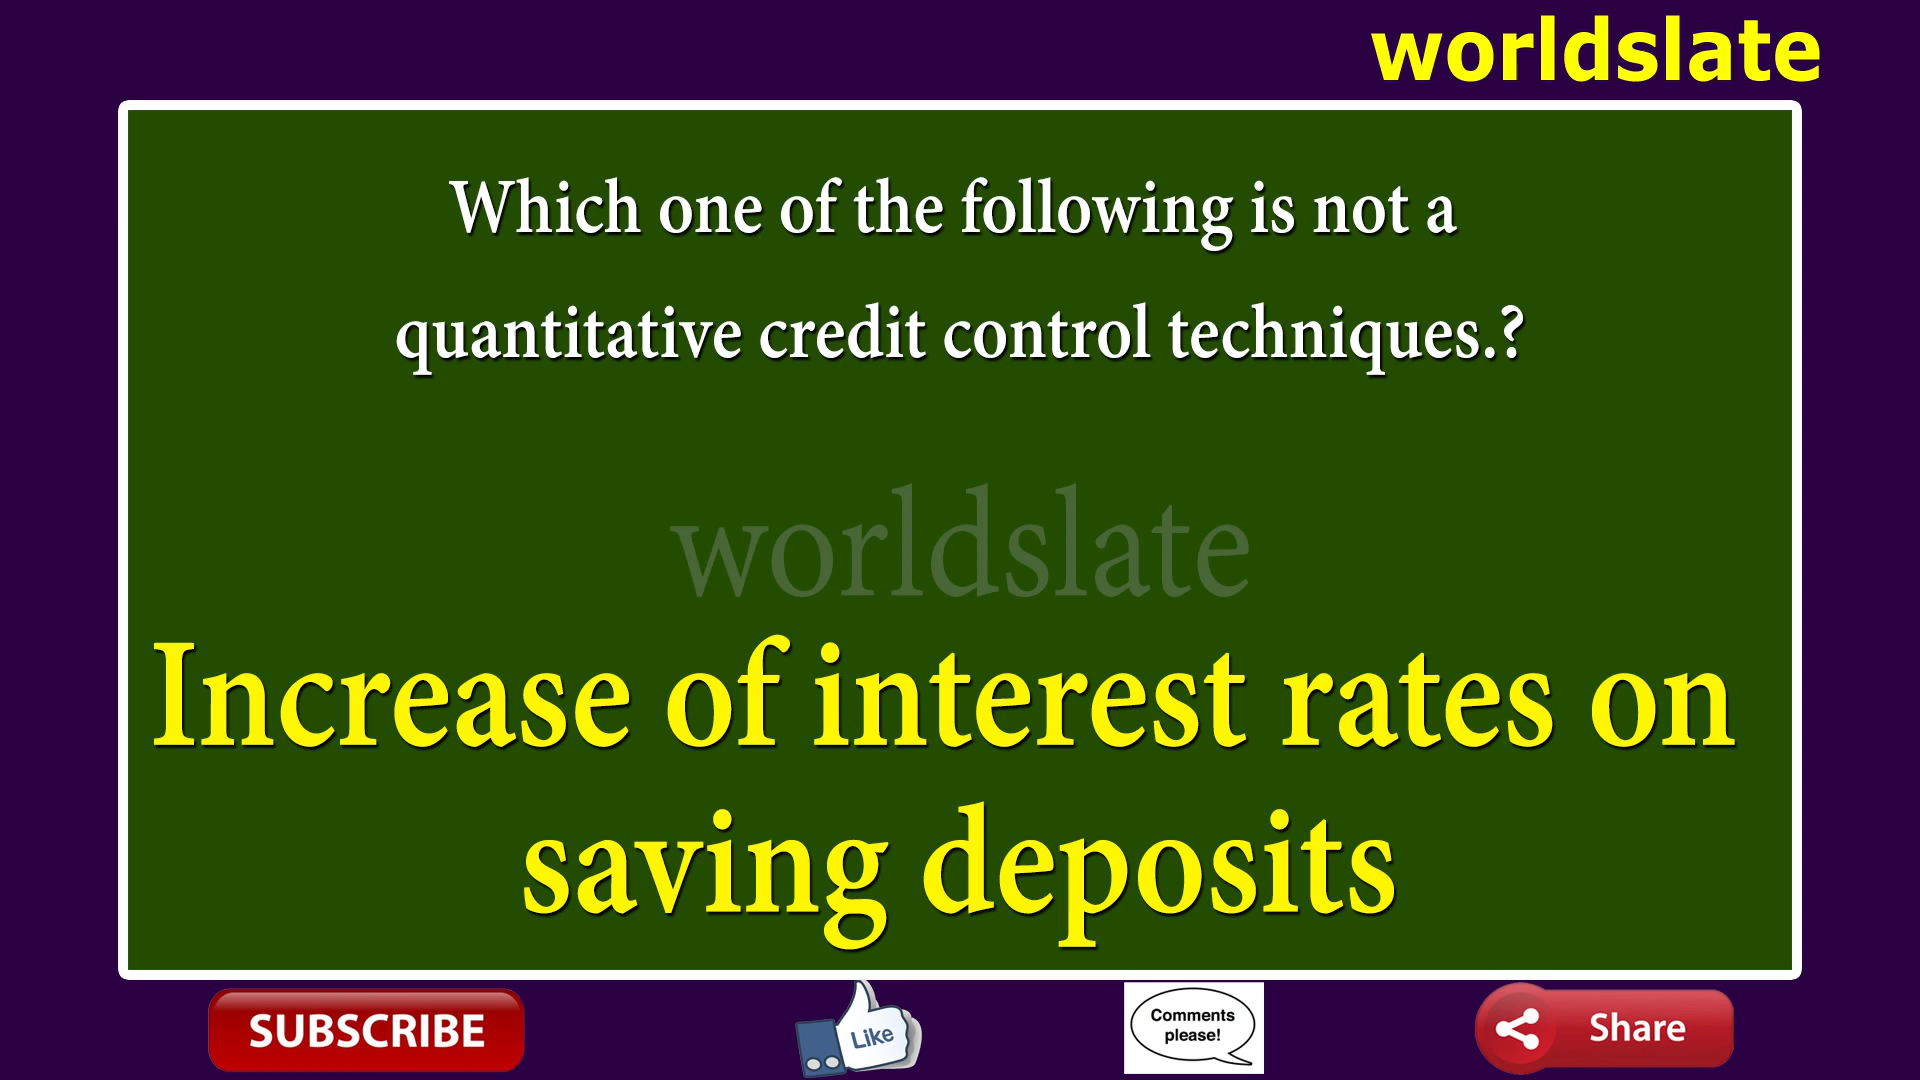 worldslate
Which one of the following is not a
quantitative credit control techniques.?
worldslate
Increase of interest rates on
saving deposits
SUBSCRIBE
Like
Comments
please!
Share